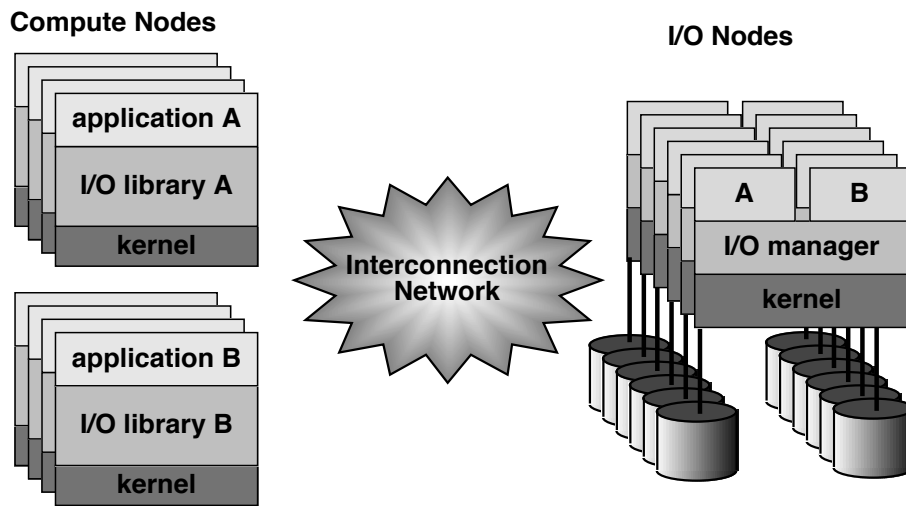 Compute Nodes
application A
I/O library A
kernel
application B
I/O library B
kernel
Interconnection
Network
I/O Nodes
A B
I/O manager
kernel